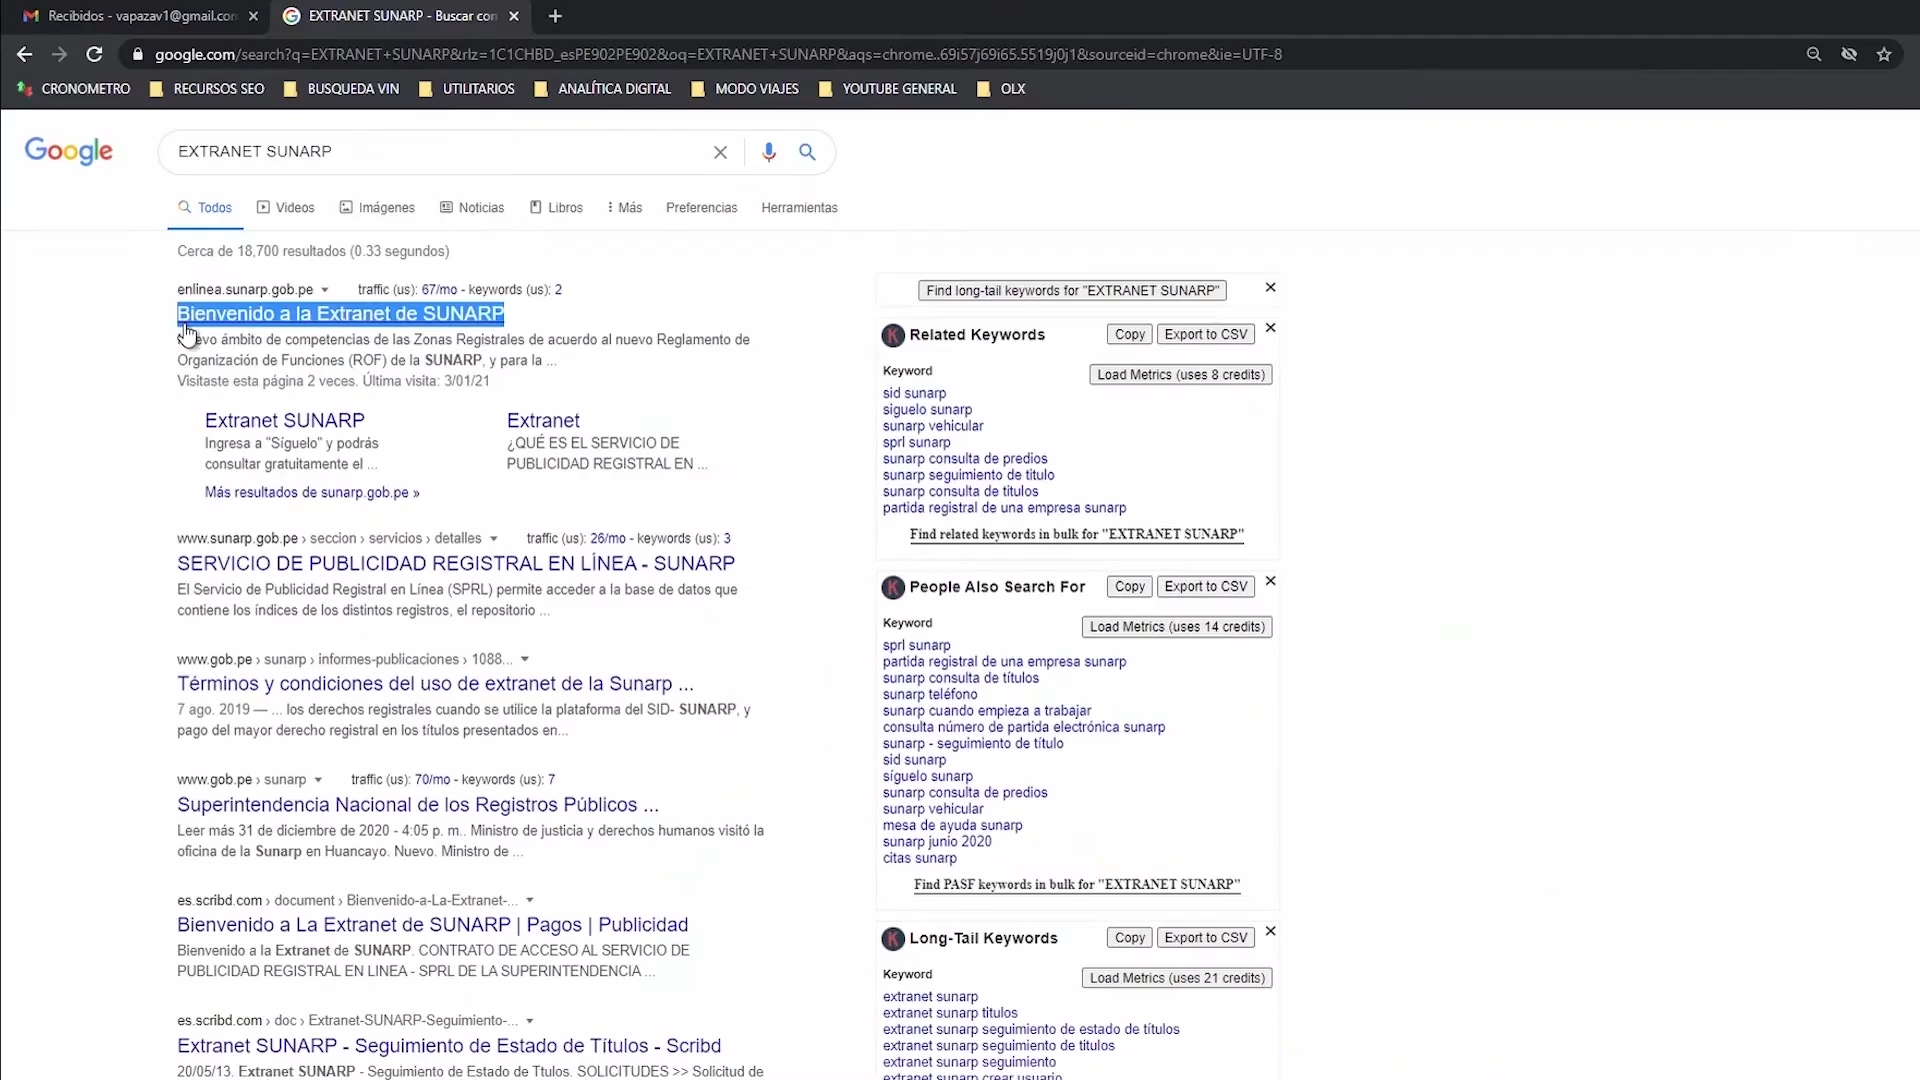 Recibidos - vapazav1@gmail.con
EXTRANET SUNARP - Buscar con
google.com/search?q=EXTRANET+SUNARP&rlz=1C1CHBD_esPE902PE902&oq=EXTRANET+SUNARP&aqs=chrome..69i57j69i65.5519j0j1&sourceid=chrome&ie=UTF-8
CRONOMETRO RECURSOS SEO BUSQUEDA VIN UTILITARIOS ANALÍTICA DIGITAL MODO VIAJES YOUTUBE GENERAL OLX
Google
EXTRANET SUNARP
Todos Videos Imágenes Noticias Libros Más Preferencias Herramientas
Cerca de 18,700 resultados (0.33 segundos)
enlinea.sunarp.gob.pe traffic (us): 67/mo - keywords (us): 2
Bienvenido a la Extranet de SUNARP
evo ámbito de competencias de las Zonas Registrales de acuerdo al nuevo Reglamento de
Organización de Funciones (ROF) de la SUNARP, y para la ...
Visitaste esta página 2 veces. Última visita: 3/01/21
Extranet SUNARP
Ingresa a "Síguelo" y podrás
consultar gratuitamente el ...
Extranet
¿QUÉ ES EL SERVICIO DE
PUBLICIDAD REGISTRAL EN ...
Más resultados de sunarp.gob.pe »
www.sunarp.gob.pe › seccion › servicios › detalles traffic (us): 26/mo - keywords (us): 3
SERVICIO DE PUBLICIDAD REGISTRAL EN LÍNEA - SUNARP
El Servicio de Publicidad Registral en Línea (SPRL) permite acceder a la base de datos que
contiene los índices de los distintos registros, el repositorio ...
www.gob.pe › sunarp › informes-publicaciones › 1088...
Términos y condiciones del uso de extranet de la Sunarp ...
7 ago. 2019 — ... los derechos registrales cuando se utilice la plataforma del SID- SUNARP, y
pago del mayor derecho registral en los títulos presentados en...
www.gob.pe › sunarp traffic (us): 70/mo - keywords (us): 7
Superintendencia Nacional de los Registros Públicos ...
Leer más 31 de diciembre de 2020 - 4:05 p. m.. Ministro de justicia y derechos humanos visitó la
oficina de la Sunarp en Huancayo. Nuevo. Ministro de ...
es.scribd.com › document › Bienvenido-a-La-Extranet-...
Bienvenido a La Extranet de SUNARP | Pagos | Publicidad
Bienvenido a la Extranet de SUNARP. CONTRATO DE ACCESO AL SERVICIO DE
PUBLICIDAD REGISTRAL EN LINEA - SPRL DE LA SUPERINTENDENCIA ...
es.scribd.com › doc › Extranet-SUNARP-Seguimiento-...
Extranet SUNARP - Seguimiento de Estado de Títulos - Scribd
20/05/13. Extranet SUNARP - Seguimiento de Estado de Ttulos. SOLICITUDES >> Solicitud de
Find long-tail keywords for "EXTRANET SUNARP"
K Related Keywords Copy Export to CSV
Keyword
Load Metrics (uses 8 credits)
sid sunarp
siguelo sunarp
sunarp vehicular
sprl sunarp
sunarp consulta de predios
sunarp seguimiento de titulo
sunarp consulta de titulos
partida registral de una empresa sunarp
Find related keywords in bulk for "EXTRANET SUNARP"
K People Also Search For Copy Export to CSV
Keyword
Load Metrics (uses 14 credits)
sprl sunarp
partida registral de una empresa sunarp
sunarp consulta de títulos
sunarp teléfono
sunarp cuando empieza a trabajar
consulta número de partida electrónica sunarp
sunarp - seguimiento de título
sid sunarp
síguelo sunarp
sunarp consulta de predios
sunarp vehicular
mesa de ayuda sunarp
sunarp junio 2020
citas sunarp
Find PASF keywords in bulk for "EXTRANET SUNARP"
K Long-Tail Keywords Copy Export to CSV
Keyword
Load Metrics (uses 21 credits)
extranet sunarp
extranet sunarp titulos
extranet sunarp seguimiento de estado de títulos
extranet sunarp seguimiento de titulos
extranet sunarp seguimiento
extranet sunarp crear usuario